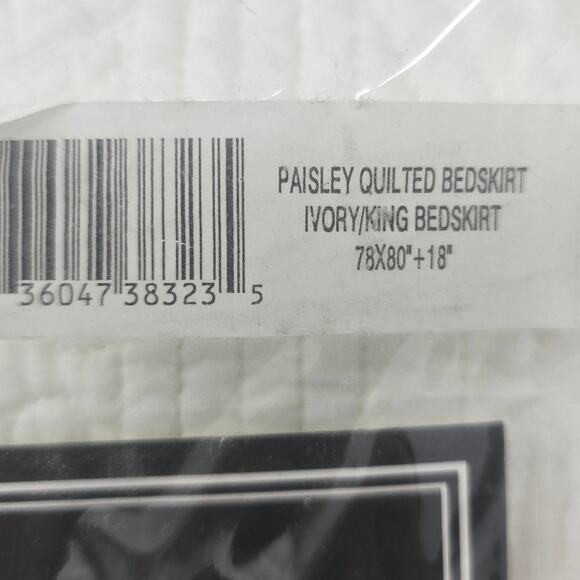 PAISLEY QUILTED BEDSKIRT
IVORY/KING BEDSKIRT
78X80"+18"
36047 38323 5